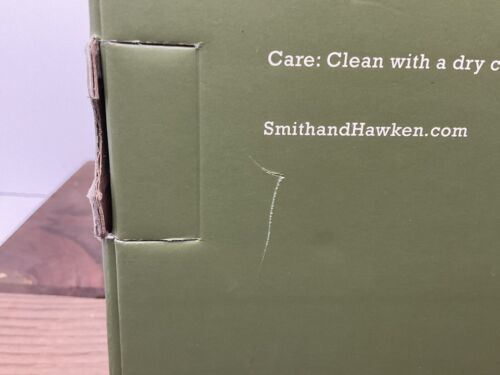 Care: Clean with a dry c
SmithandHawken.com